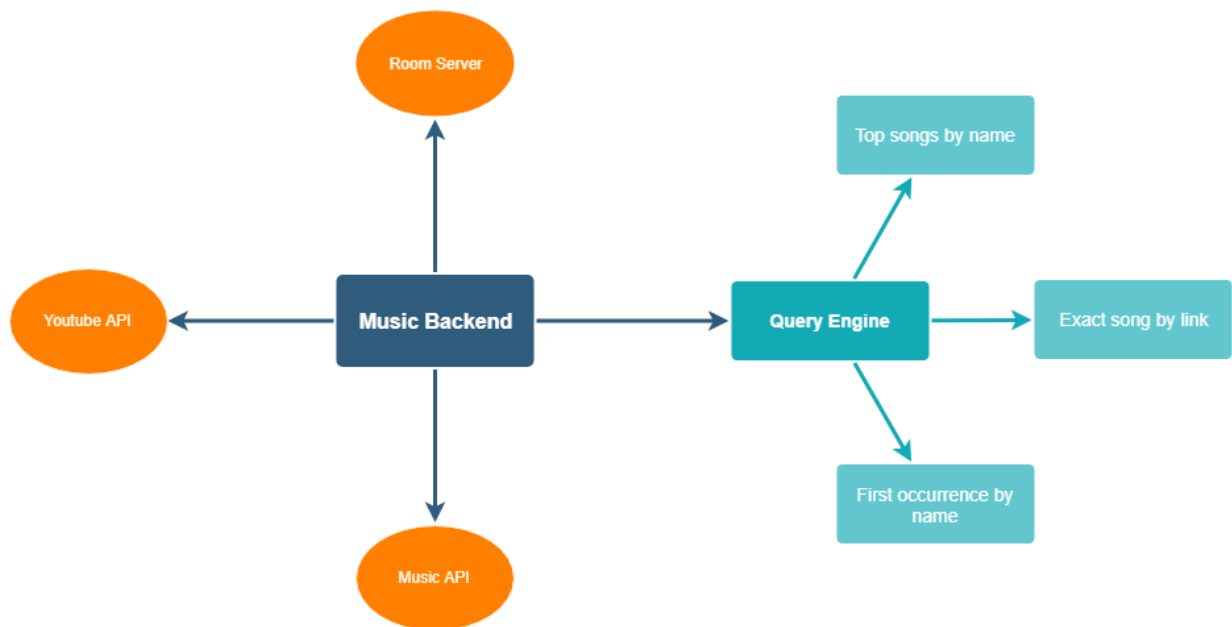 Room Server
Top songs by name
Youtube API
Music Backend
Query Engine
Exact song by link
First occurrence by
name
Music API